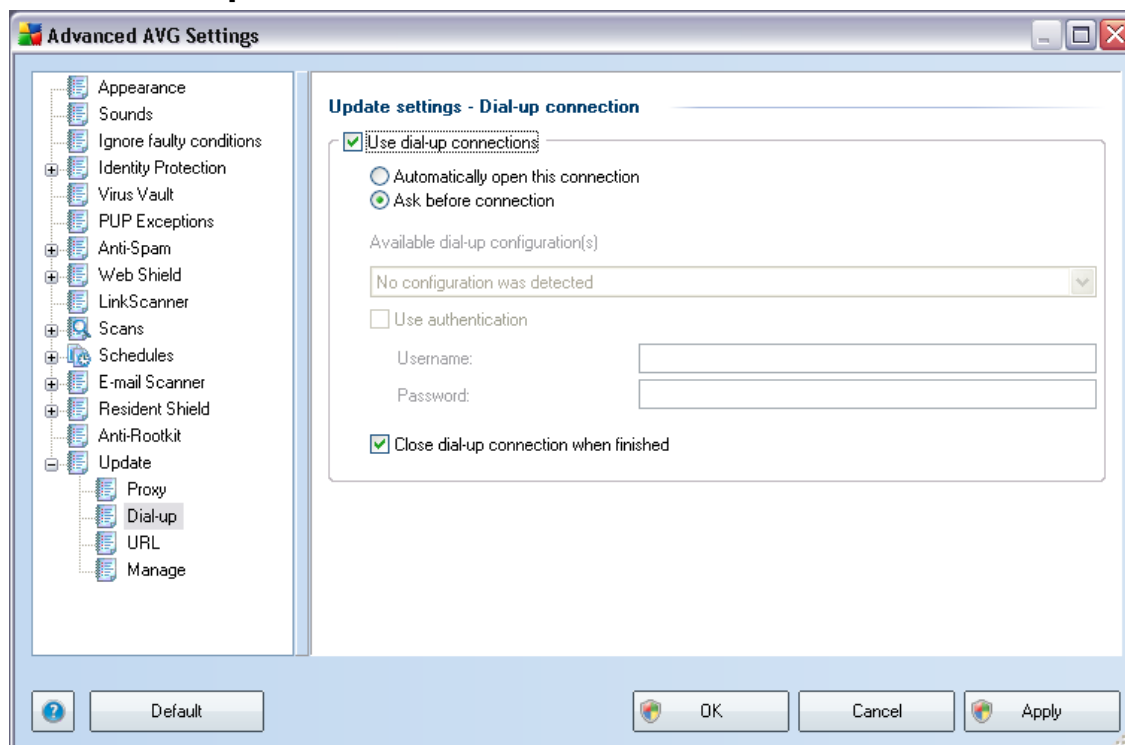 Advanced AVG Settings
Appearance
Sounds
Ignore faulty conditions
Identity Protection
Virus Vault
PUP Exceptions
Anti-Spam
Web Shield
LinkScanner
Scans
Schedules
E-mail Scanner
Resident Shield
Anti-Rootkit
Update
Proxy
Dial-up
URL
Manage
Update settings - Dial-up connection
Use dial-up connections
Automatically open this connection
Ask before connection
Available dial-up configuration(s)
No configuration was detected
Use authentication
Username:
Password:
Close dial-up connection when finished
Default
OK
Cancel
Apply